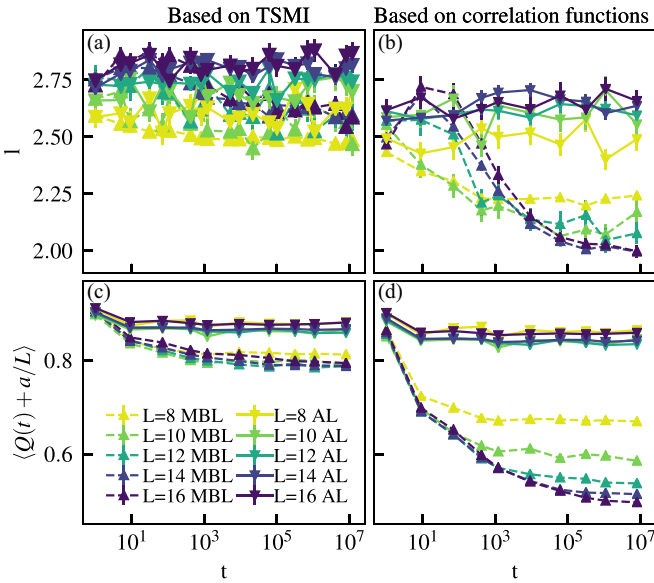 Based on TSMI
Based on correlation functions
(a)
(b)
2.75
2.50
2.25
2.00
l
(c)
(d)
0.8
0.6
⟨Q(t) + a/L⟩
L=8 MBL L=8 AL
L=10 MBL L=10 AL
L=12 MBL L=12 AL
L=14 MBL L=14 AL
L=16 MBL L=16 AL
10¹ 10³ 10⁵ 10⁷
10¹ 10³ 10⁵ 10⁷
t
t